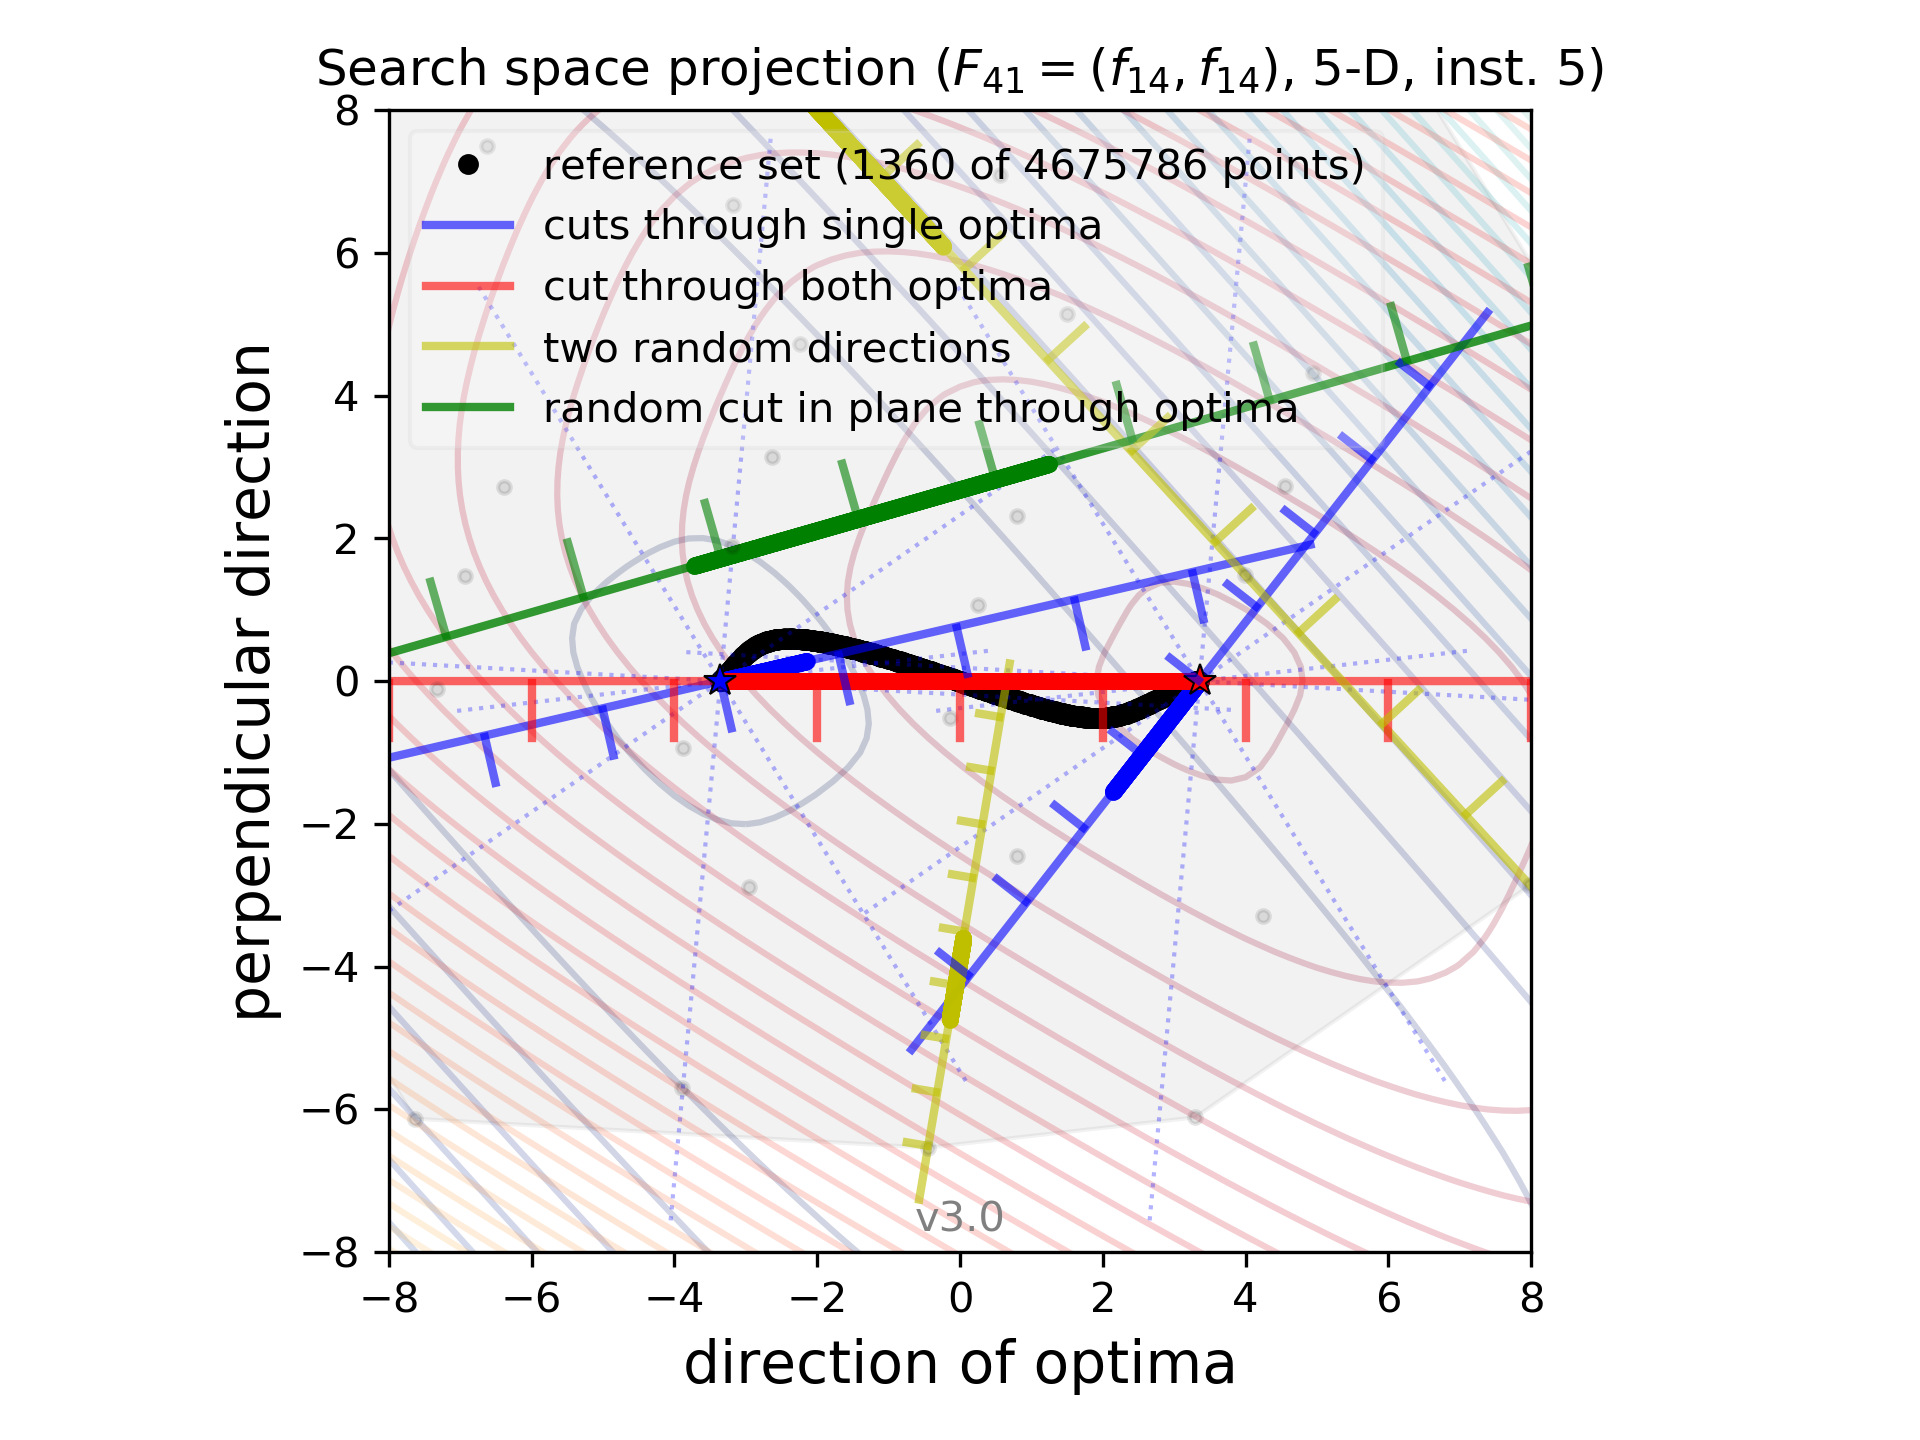 Search space projection (F₄₁ = (f₁₄, f₁₄), 5-D, inst. 5)
reference set (1360 of 4675786 points)
cuts through single optima
cut through both optima
two random directions
random cut in plane through optima
perpendicular direction
8
6
4
2
0
−2
−4
−6
−8
v3.0
−8 −6 −4 −2 0 2 4 6 8
direction of optima